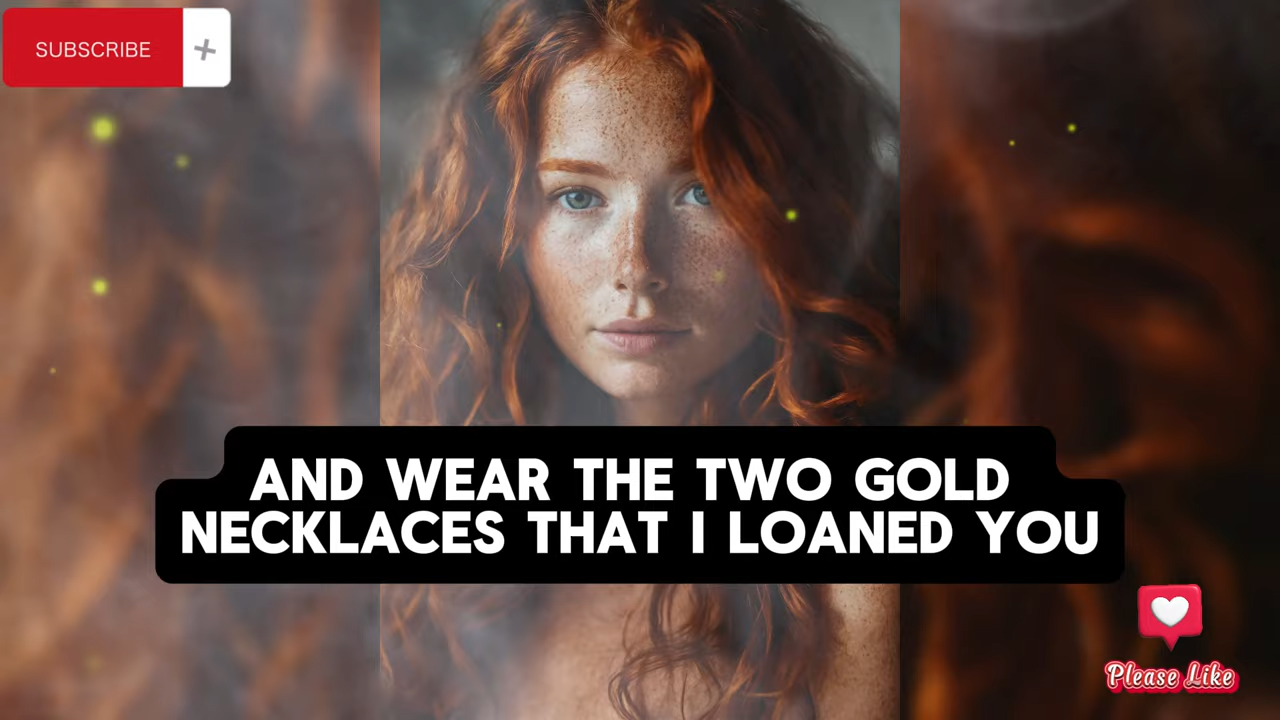 SUBSCRIBE
AND WEAR THE TWO GOLD
NECKLACES THAT I LOANED YOU
Please Like